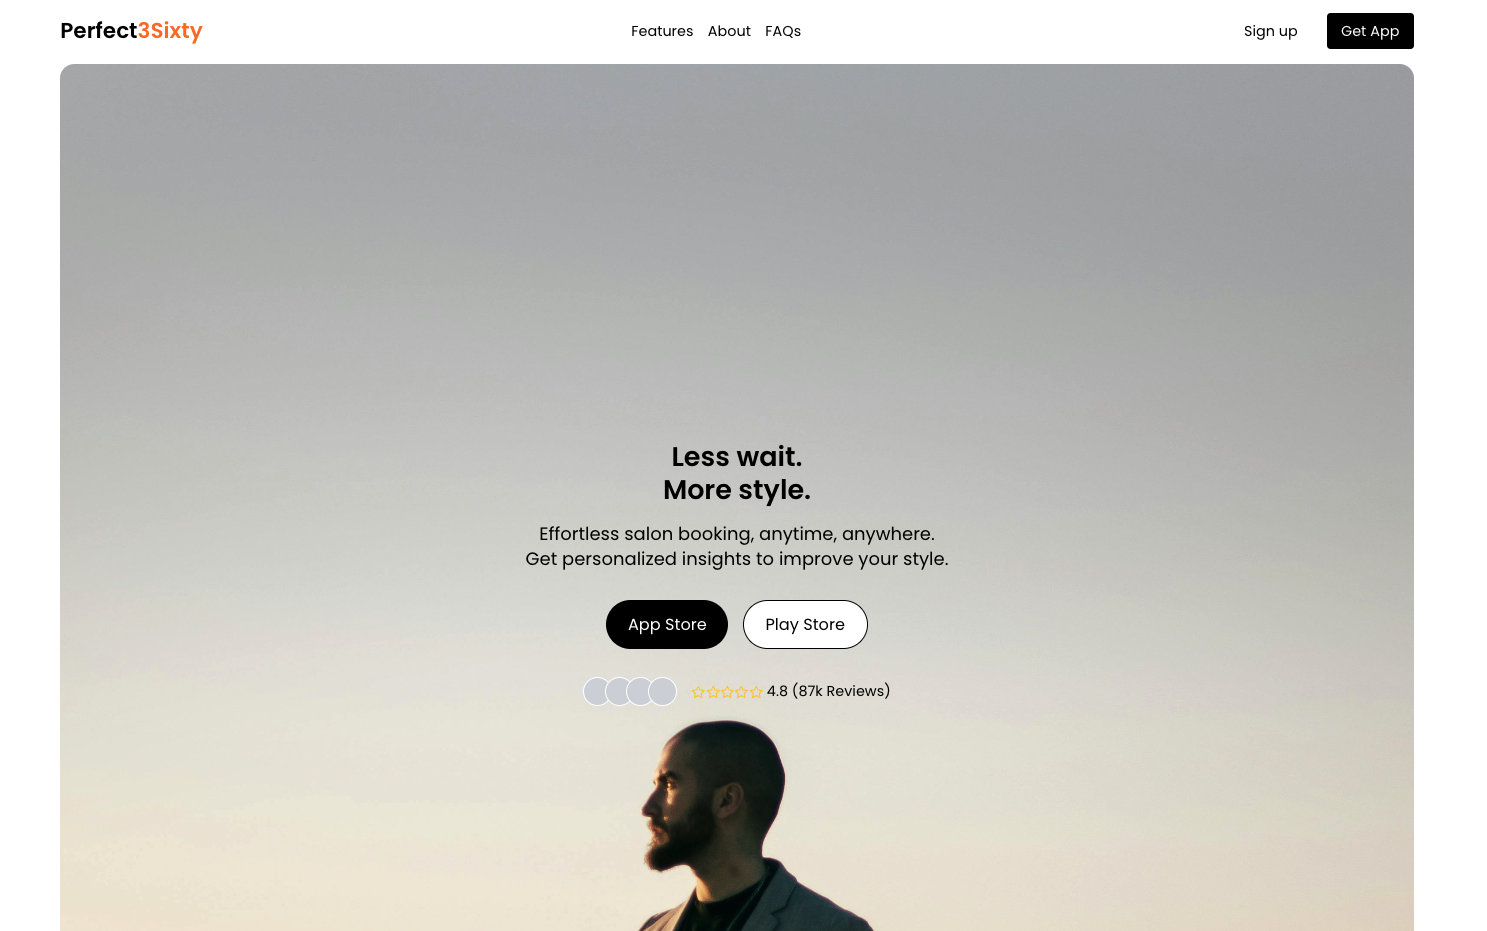 Perfect3Sixty
Features About FAQs
Sign up
Get App
Less wait.
More style.
Effortless salon booking, anytime, anywhere.
Get personalized insights to improve your style.
App Store
Play Store
4.8 (87k Reviews)